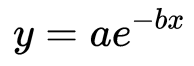 y = ae^{-bx}